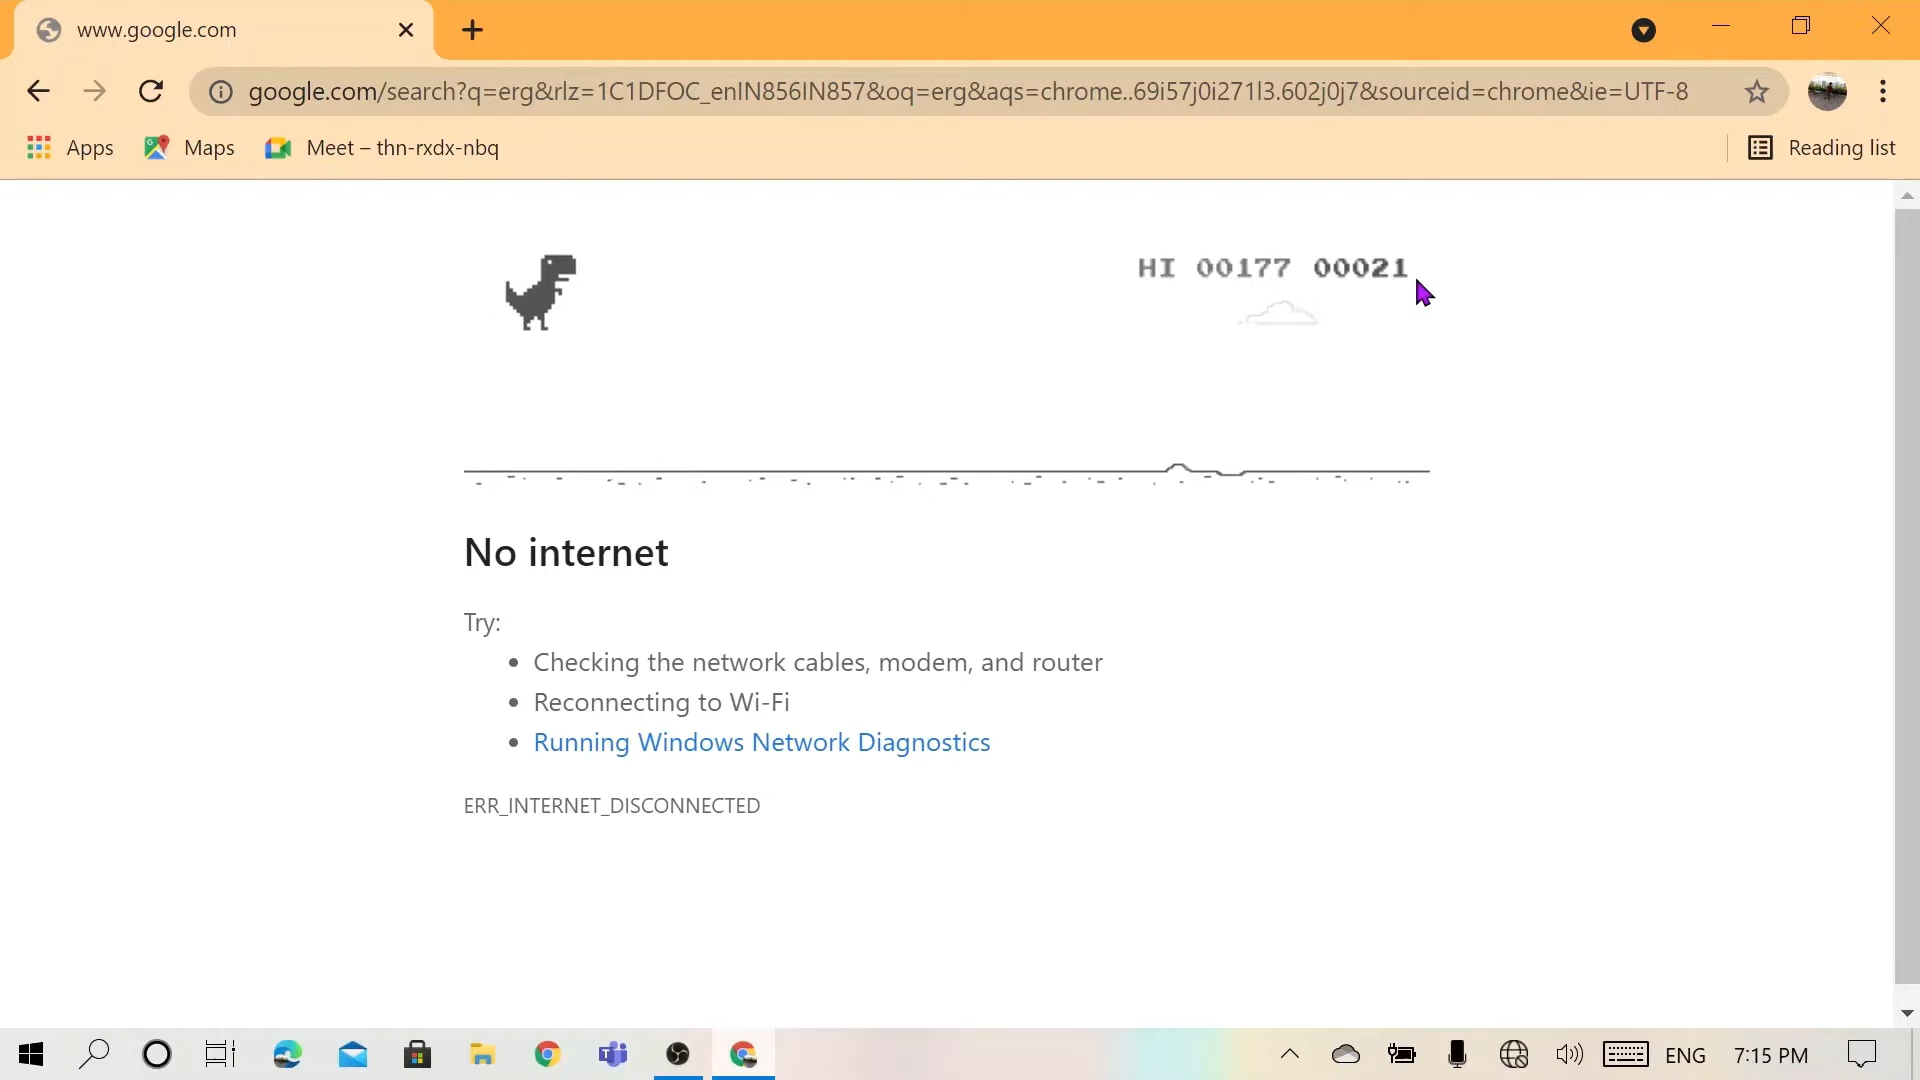 www.google.com
google.com/search?q=erg&rlz=1C1DFOC_enIN856IN857&oq=erg&aqs=chrome..69i57j0i271l3.602j0j7&sourceid=chrome&ie=UTF-8
Apps Maps Meet – thn-rxdx-nbq Reading list
HI 00177 00021
No internet
Try:
• Checking the network cables, modem, and router
• Reconnecting to Wi-Fi
• Running Windows Network Diagnostics
ERR_INTERNET_DISCONNECTED
ENG 7:15 PM